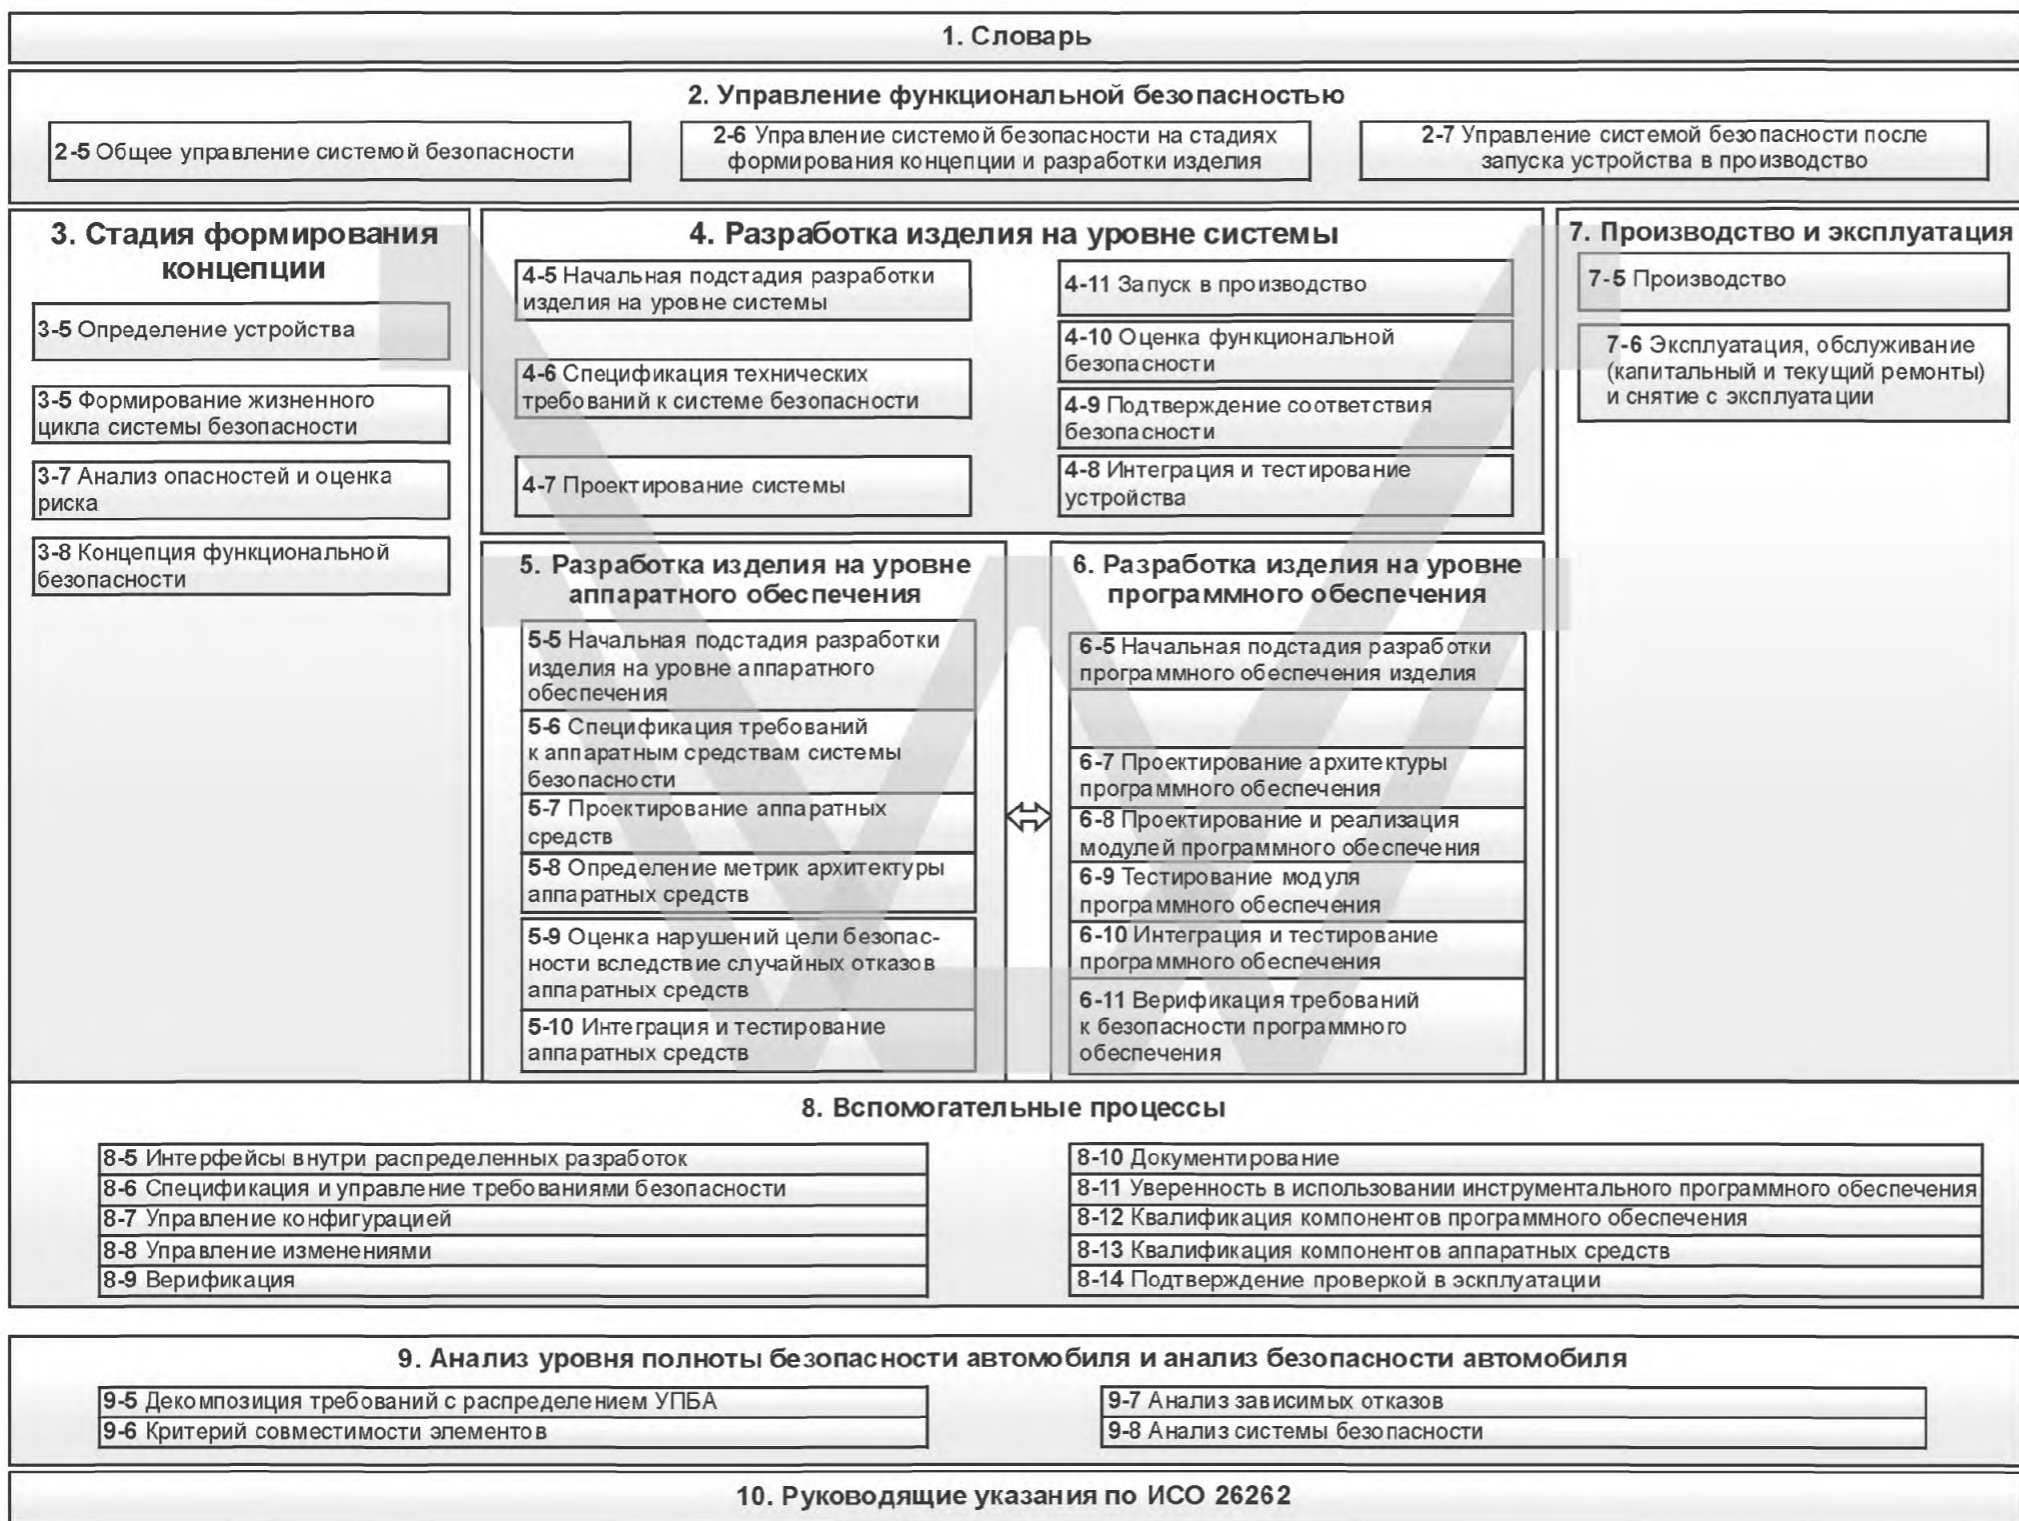 1. Словарь
2. Управление функциональной безопасностью
2-5 Общее управление системой безопасности
2-6 Управление системой безопасности на стадиях
формирования концепции и разработки изделия
2-7 Управление системой безопасности после
запуска устройства в производство
3. Стадия формирования
концепции
3-5 Определение устройства
3-5 Формирование жизненного
цикла системы безопасности
3-7 Анализ опасностей и оценка
риска
3-8 Концепция функциональной
безопасности
4. Разработка изделия на уровне системы
4-5 Начальная подстадия разработки
изделия на уровне системы
4-6 Спецификация технических
требований к системе безопасности
4-7 Проектирование системы
4-11 Запуск в производство
4-10 Оценка функциональной
безопасности
4-9 Подтверждение соответствия
безопасности
4-8 Интеграция и тестирование
устройства
7. Производство и эксплуатация
7-5 Производство
7-6 Эксплуатация, обслуживание
(капитальный и текущий ремонты)
и снятие с эксплуатации
5. Разработка изделия на уровне
аппаратного обеспечения
5-5 Начальная подстадия разработки
изделия на уровне аппаратного
обеспечения
5-6 Спецификация требований
к аппаратным средствам системы
безопасности
5-7 Проектирование аппаратных
средств
5-8 Определение метрик архитектуры
аппаратных средств
5-9 Оценка нарушений цели безопас-
ности вследствие случайных отказов
аппаратных средств
5-10 Интеграция и тестирование
аппаратных средств
6. Разработка изделия на уровне
программного обеспечения
6-5 Начальная подстадия разработки
программного обеспечения изделия
6-7 Проектирование архитектуры
программного обеспечения
6-8 Проектирование и реализация
модулей программного обеспечения
6-9 Тестирование модуля
программного обеспечения
6-10 Интеграция и тестирование
программного обеспечения
6-11 Верификация требований
к безопасности программного
обеспечения
8. Вспомогательные процессы
8-5 Интерфейсы внутри распределенных разработок
8-6 Спецификация и управление требованиями безопасности
8-7 Управление конфигурацией
8-8 Управление изменениями
8-9 Верификация
8-10 Документирование
8-11 Уверенность в использовании инструментального программного обеспечения
8-12 Квалификация компонентов программного обеспечения
8-13 Квалификация компонентов аппаратных средств
8-14 Подтверждение проверкой в эскплуатации
9. Анализ уровня полноты безопасности автомобиля и анализ безопасности автомобиля
9-5 Декомпозиция требований с распределением УПБА
9-6 Критерий совместимости элементов
9-7 Анализ зависимых отказов
9-8 Анализ системы безопасности
10. Руководящие указания по ИСО 26262